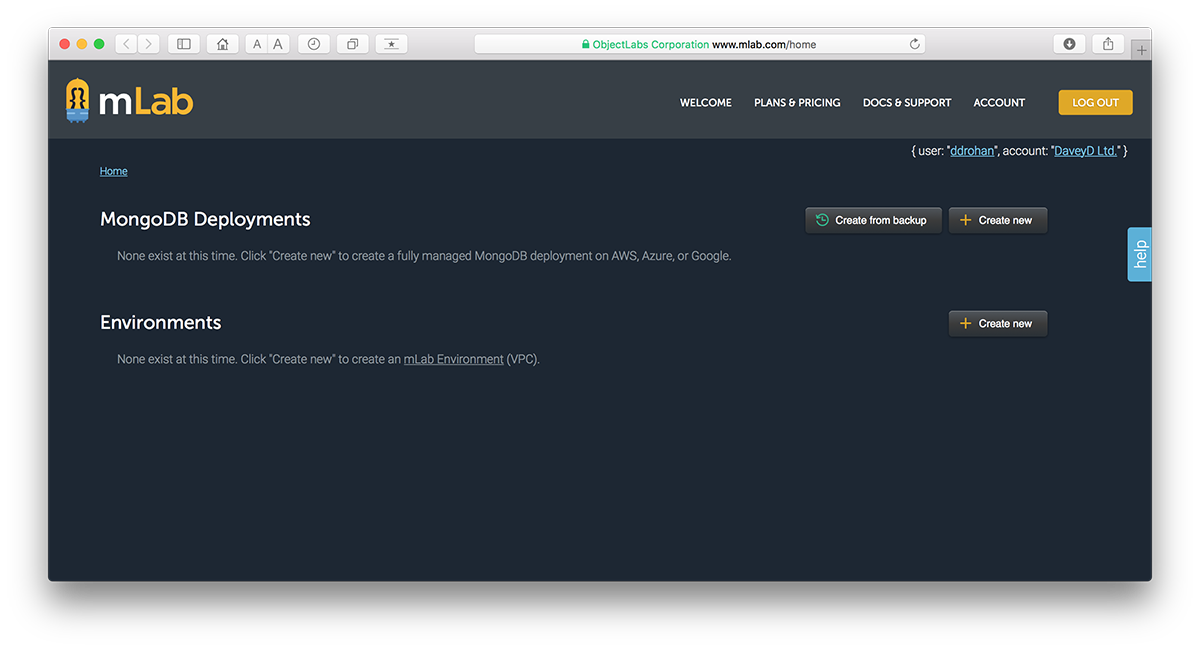 A A
ObjectLabs Corporation www.mlab.com/home
mLab
WELCOME PLANS & PRICING DOCS & SUPPORT ACCOUNT LOG OUT
{ user: "ddrohan", account: "DaveyD Ltd." }
Home
MongoDB Deployments
Create from backup
Create new
None exist at this time. Click "Create new" to create a fully managed MongoDB deployment on AWS, Azure, or Google.
help
Environments
Create new
None exist at this time. Click "Create new" to create an mLab Environment (VPC).